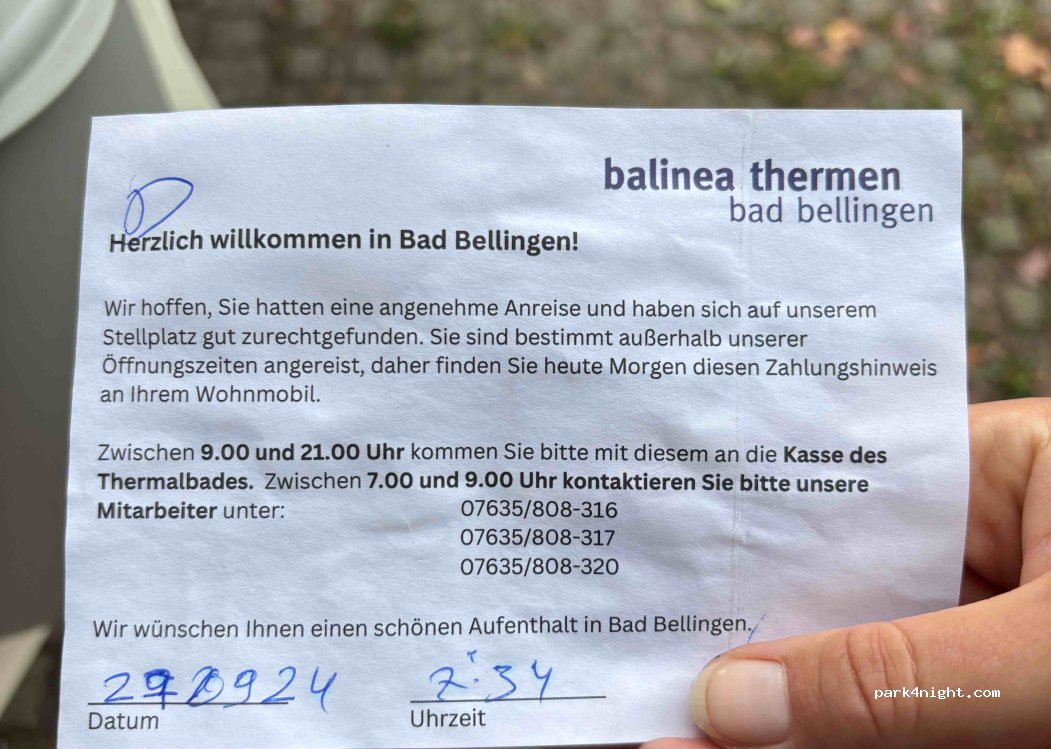 balinea thermen
bad bellingen
Herzlich willkommen in Bad Bellingen!
Wir hoffen, Sie hatten eine angenehme Anreise und haben sich auf unserem
Stellplatz gut zurechtgefunden. Sie sind bestimmt außerhalb unserer
Öffnungszeiten angereist, daher finden Sie heute Morgen diesen Zahlungshinweis
an Ihrem Wohnmobil.
Zwischen 9.00 und 21.00 Uhr kommen Sie bitte mit diesem an die Kasse des
Thermalbades. Zwischen 7.00 und 9.00 Uhr kontaktieren Sie bitte unsere
Mitarbeiter unter: 07635/808-316
07635/808-317
07635/808-320
Wir wünschen Ihnen einen schönen Aufenthalt in Bad Bellingen.
7:34
Datum Uhrzeit
park4night.com